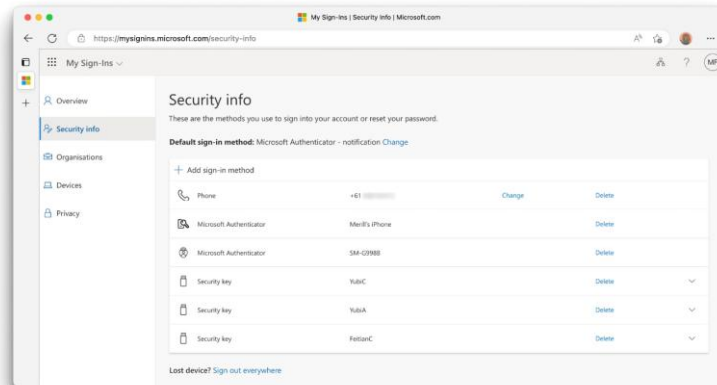 My Sign-Ins | Security Info | Microsoft.com
https://mysignins.microsoft.com/security-info
My Sign-Ins
?
Overview
Security info
Organisations
Devices
Privacy
Security info
These are the methods you use to sign into your account or reset your password.
Default sign-in method: Microsoft Authenticator - notification Change
+ Add sign-in method
Phone +61 Change Delete
Microsoft Authenticator Merill's iPhone Delete
Microsoft Authenticator SM-G998B Delete
Security key YubiC Delete
Security key YubiA Delete
Security key FeitianC Delete
Lost device? Sign out everywhere